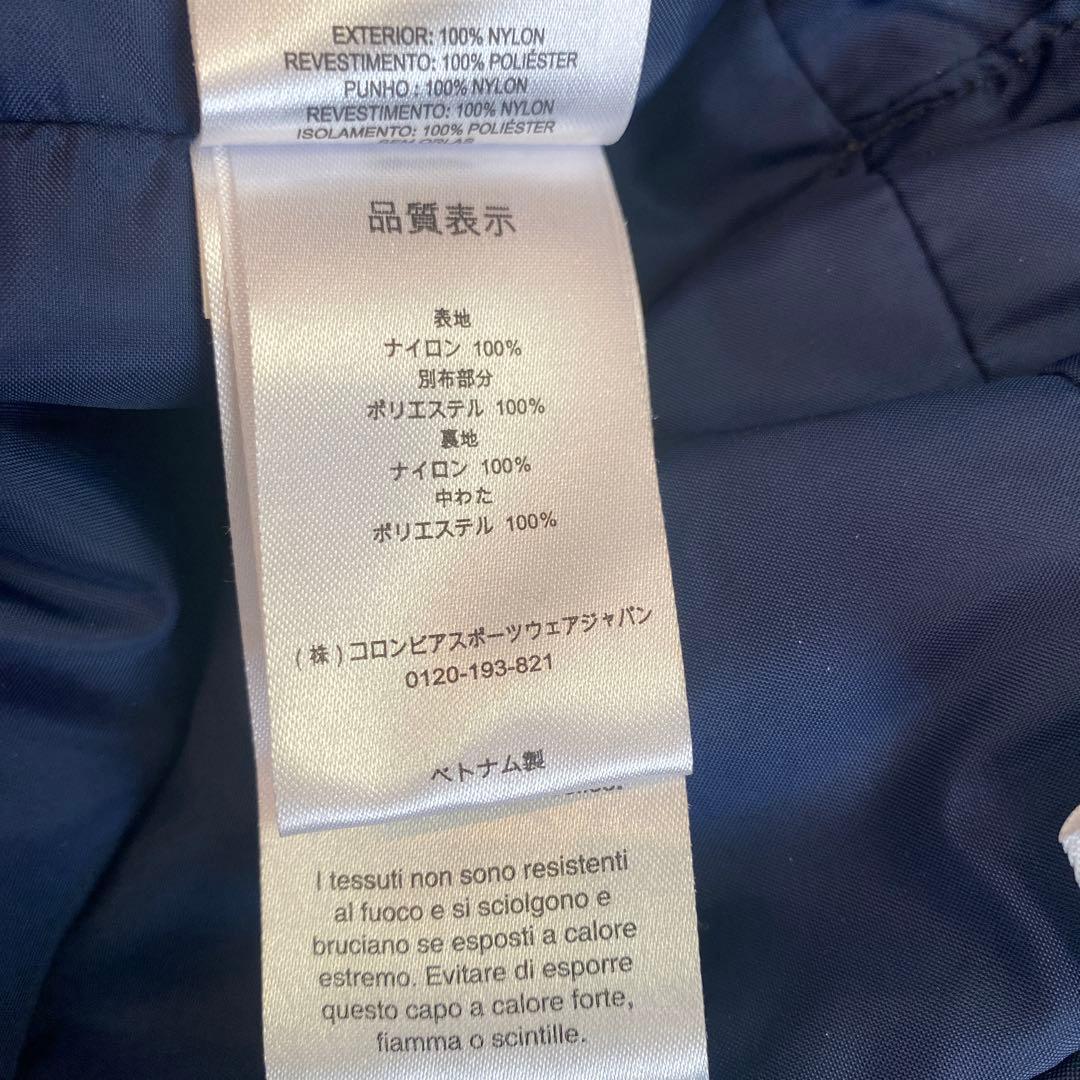 EXTERIOR: 100% NYLON
REVESTIMENTO: 100% POLIÉSTER
PUNHO : 100% NYLON
REVESTIMENTO: 100% NYLON
ISOLAMENTO: 100% POLIÉSTER
品質表示
表地
ナイロン 100%
別布部分
ポリエステル 100%
裏地
ナイロン 100%
中わた
ポリエステル 100%
(株)コロンビアスポーツウェアジャパン
0120-193-821
ベトナム製
I tessuti non sono resistenti
al fuoco e si sciolgono e
bruciano se esposti a calore
estremo. Evitare di esporre
questo capo a calore forte,
fiamma o scintille.